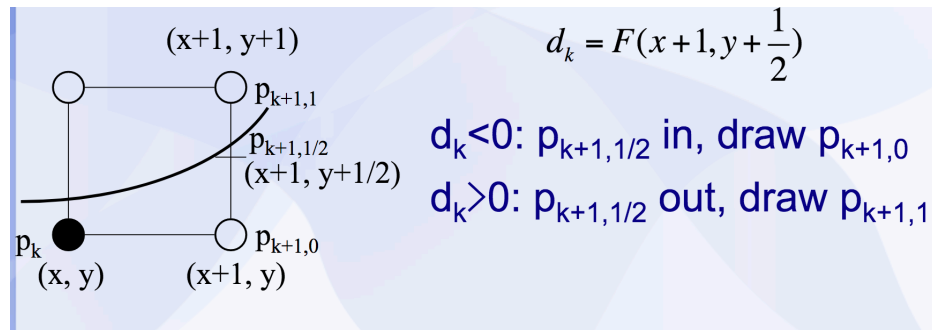 (x+1, y+1)
p_{k+1,1}
p_{k+1,1/2}
(x+1, y+1/2)
p_k
p_{k+1,0}
(x, y)
(x+1, y)
d_k = F(x+1, y+\frac{1}{2})
d_k<0: p_{k+1,1/2} in, draw p_{k+1,0}
d_k>0: p_{k+1,1/2} out, draw p_{k+1,1}